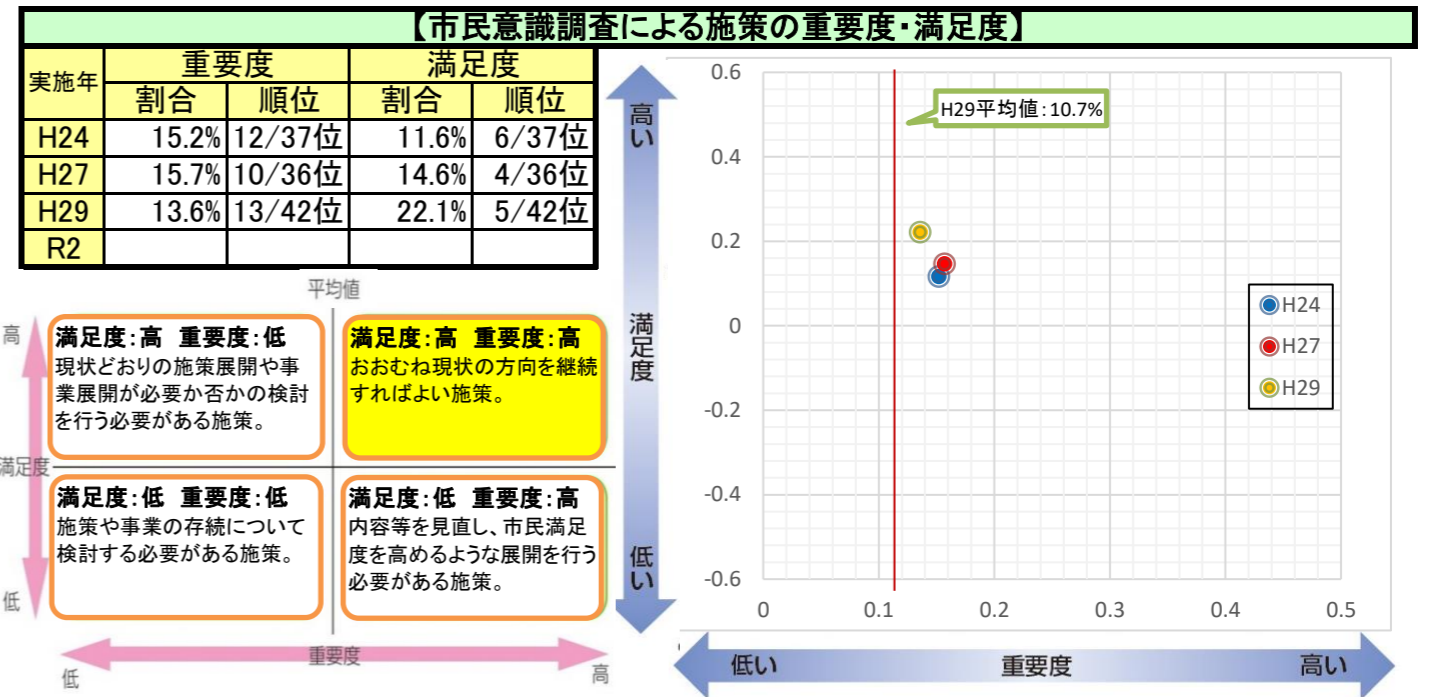 【市民意識調査による施策の重要度・満足度】
実施年 重要度 満足度
割合 順位 割合 順位
H24 15.2% 12/37位 11.6% 6/37位
H27 15.7% 10/36位 14.6% 4/36位
H29 13.6% 13/42位 22.1% 5/42位
R2
平均値
高
満足度:高 重要度:低
現状どおりの施策展開や事
業展開が必要か否かの検討
を行う必要がある施策。
満足度:高 重要度:高
おおむね現状の方向を継続
すればよい施策。
満足度
満足度:低 重要度:低
施策や事業の存続について
検討する必要がある施策。
満足度:低 重要度:高
内容等を見直し、市民満足
度を高めるような展開を行う
必要がある施策。
低
低
重要度
高
高い
満足度
低い
0.6
0.4
0.2
0
-0.2
-0.4
-0.6
H29平均値:10.7%
H24
H27
H29
0 0.1 0.2 0.3 0.4 0.5
低い 重要度 高い